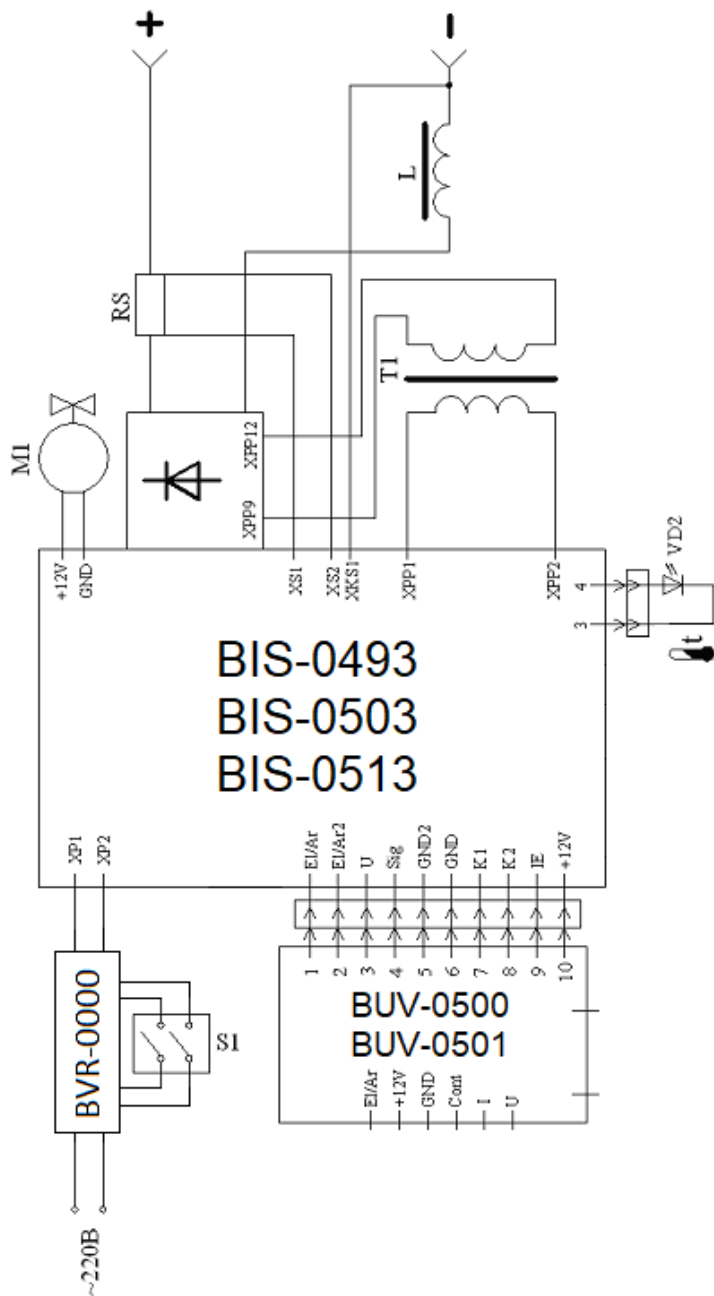 +
-
L
RS
M1
T1
XPP9
XPP12
+12V
GND
XS1
XS2
XKS1
XPP1
XPP2
3
4
VD2
t
BIS-0493
BIS-0503
BIS-0513
XP1
XP2
El/Ar
El/Ar2
U
Sig
GND2
GND
K1
K2
IE
+12V
1
2
3
4
5
6
7
8
9
10
BUV-0500
BUV-0501
El/Ar
+12V
GND
Cont
I
U
BVR-0000
S1
~220В